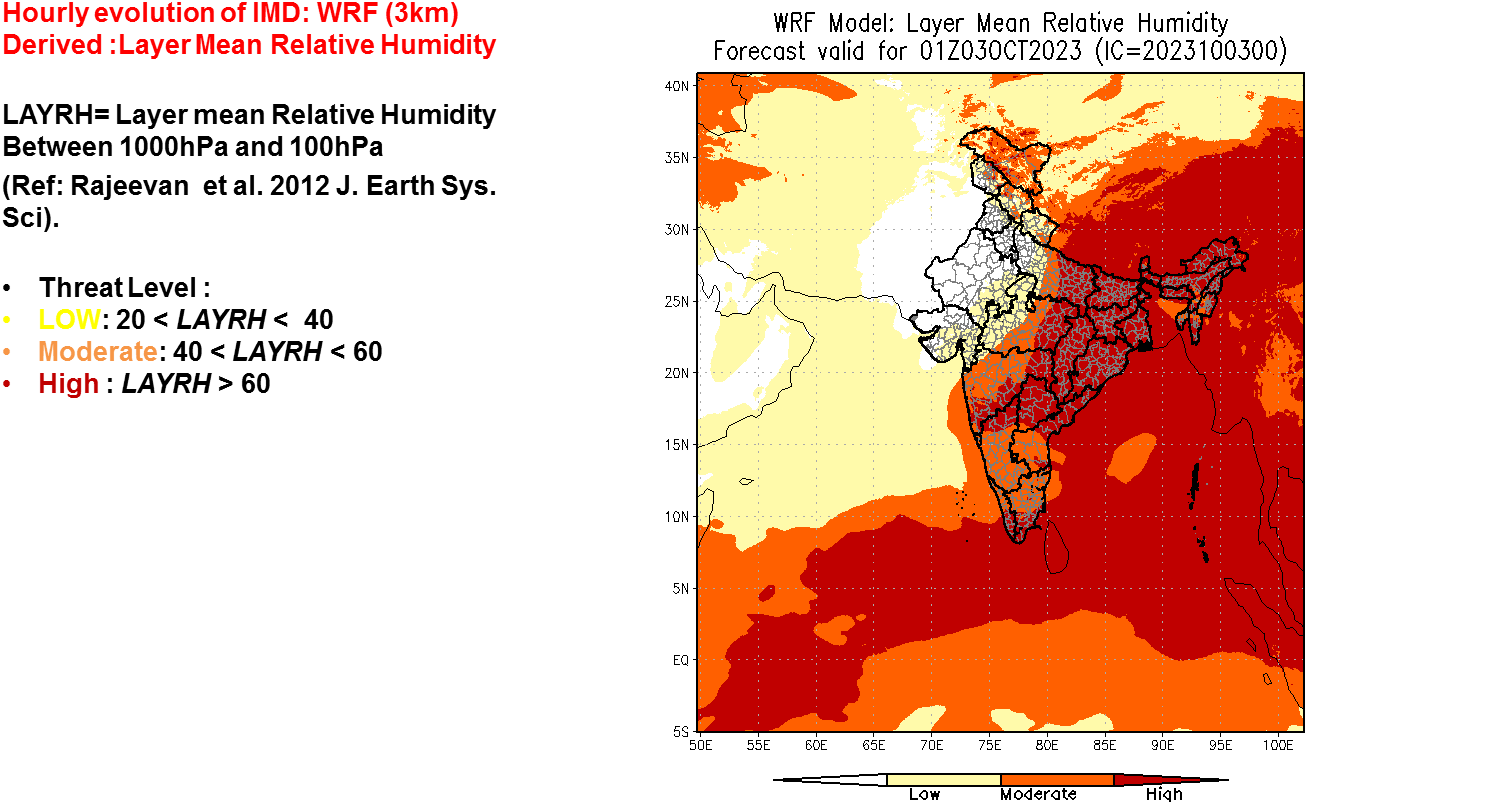 Hourly evolution of IMD: WRF (3km)
Derived :Layer Mean Relative Humidity
LAYRH= Layer mean Relative Humidity
Between 1000hPa and 100hPa
(Ref: Rajeevan et al. 2012 J. Earth Sys.
Sci).
• Threat Level :
• LOW: 20 < LAYRH < 40
• Moderate: 40 < LAYRH < 60
• High : LAYRH > 60
WRF Model: Layer Mean Relative Humidity
Forecast valid for 01Z03OCT2023 (IC=2023100300)
40N
35N
30N
25N
20N
15N
10N
5N
EQ
5S
50E 55E 60E 65E 70E 75E 80E 85E 90E 95E 100E
Low Moderate High